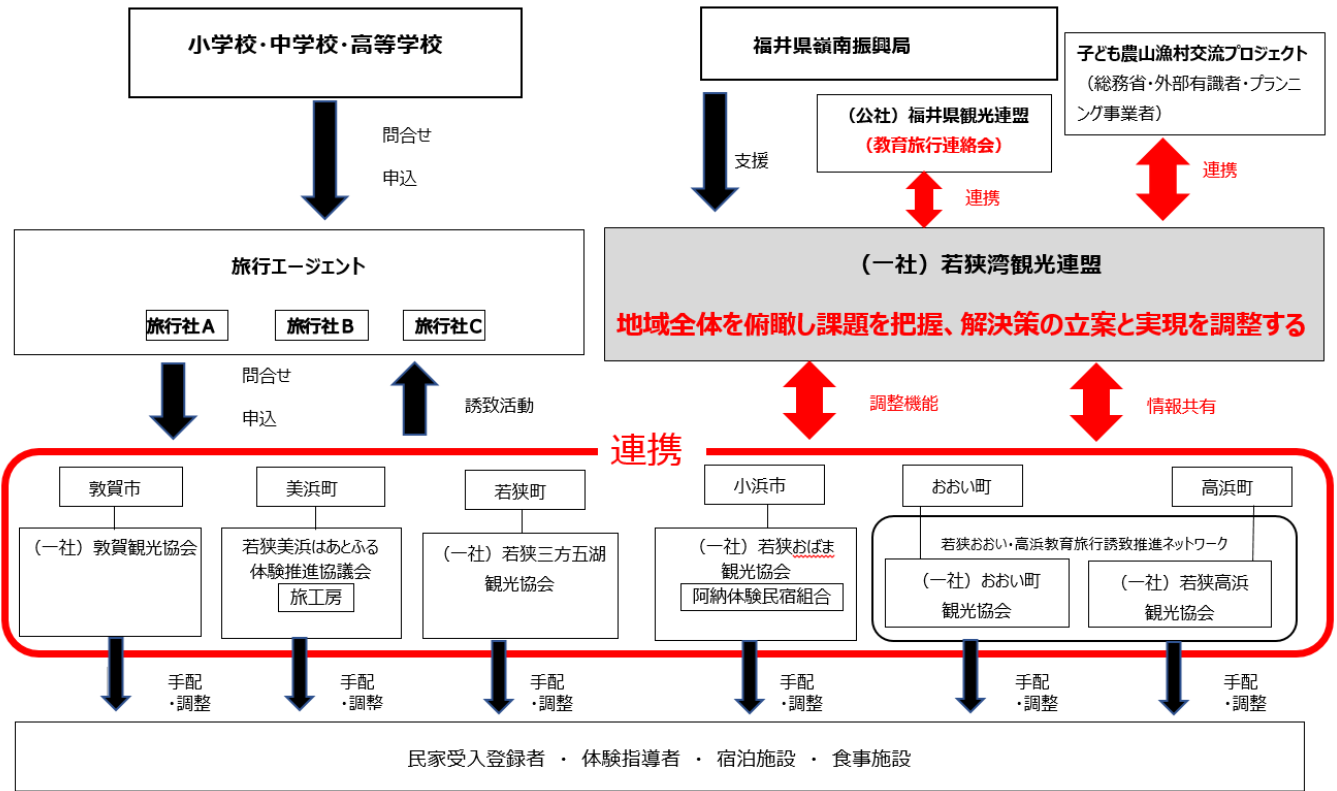 小学校・中学校・高等学校
福井県嶺南振興局
子ども農山漁村交流プロジェクト
（総務省・外部有識者・プランニ
ング事業者）
（公社）福井県観光連盟
（教育旅行連絡会）
問合せ
申込
支援
連携
連携
旅行エージェント
旅行社A
旅行社B
旅行社C
（一社）若狭湾観光連盟
地域全体を俯瞰し課題を把握、解決策の立案と実現を調整する
問合せ
申込
誘致活動
調整機能
情報共有
連携
敦賀市
美浜町
若狭町
小浜市
おおい町
高浜町
（一社）敦賀観光協会
若狭美浜はあとふる
体験推進協議会
旅工房
（一社）若狭三方五湖
観光協会
（一社）若狭おばま
観光協会
阿納体験民宿組合
若狭おおい・高浜教育旅行誘致推進ネットワーク
（一社）おおい町
観光協会
（一社）若狭高浜
観光協会
手配
・調整
手配
・調整
手配
・調整
手配
・調整
手配
・調整
手配
・調整
民家受入登録者 ・ 体験指導者 ・ 宿泊施設 ・ 食事施設